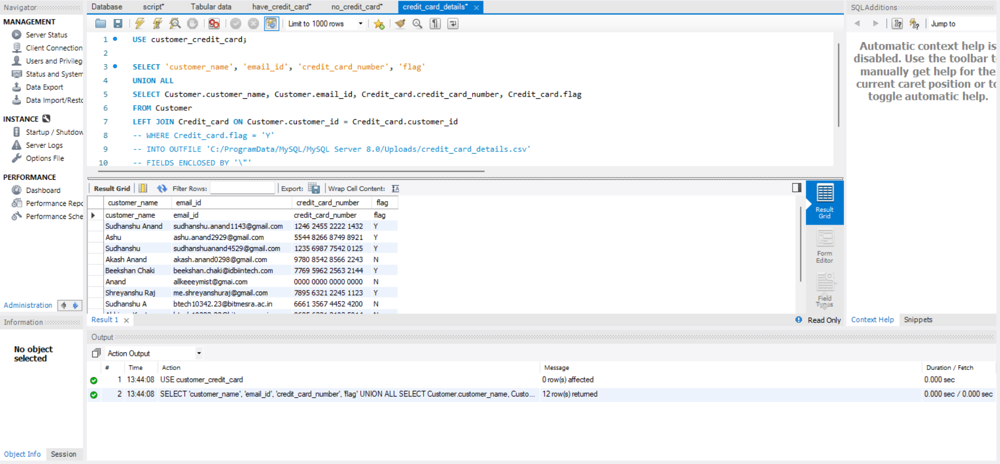 Navigator
MANAGEMENT
Server Status
Client Connection
Users and Privileg
Status and System
Data Export
Data Import/Resto
INSTANCE
Startup / Shutdow
Server Logs
Options File
PERFORMANCE
Dashboard
Performance Repo
Performance Sche
Administration
Information
No object
selected
Object Info Session
Database script* Tabular data have_credit_card* no_credit_card* credit_card_details*
Limit to 1000 rows
1 USE customer_credit_card;
2
3 SELECT 'customer_name', 'email_id', 'credit_card_number', 'flag'
4 UNION ALL
5 SELECT Customer.customer_name, Customer.email_id, Credit_card.credit_card_number, Credit_card.flag
6 FROM Customer
7 LEFT JOIN Credit_card ON Customer.customer_id = Credit_card.customer_id
8 -- WHERE Credit_card.flag = 'Y'
9 -- INTO OUTFILE 'C:/ProgramData/MySQL/MySQL Server 8.0/Uploads/credit_card_details.csv'
10 -- FIELDS ENCLOSED BY '\"'
Result Grid Filter Rows: Export: Wrap Cell Content:
customer_name email_id credit_card_number flag
customer_name email_id credit_card_number flag
Sudhanshu Anand sudhanshu.anand1143@gmail.com 1246 2455 2222 1432 Y
Ashu ashu.anand2929@gmail.com 5544 8266 8749 8921 Y
Sudhanshu sudhanshuanand4529@gmail.com 1235 6987 7542 0125 Y
Akash Anand akash.anand0298@gmail.com 9780 8542 8566 2243 N
Beekshan Chaki beekshan.chaki@idbiintech.com 7769 5962 2563 2144 Y
Anand allkeeeymist@gmai.com 0000 0000 0000 0000 N
Shreyanshu Raj me.shreyanshuraj@gmail.com 7895 6321 2245 1123 Y
Sudhanshu A btech10342.23@bitmesra.ac.in 6661 3567 4452 4200 N
Result
Grid
Form
Editor
Field
Types
Result 1
Read Only
Output
Action Output
# Time Action Message Duration / Fetch
1 13:44:08 USE customer_credit_card 0 row(s) affected 0.000 sec
2 13:44:08 SELECT 'customer_name', 'email_id', 'credit_card_number', 'flag' UNION ALL SELECT Customer.customer_name, Custo... 12 row(s) returned 0.000 sec / 0.000 sec
SQLAdditions
Jump to
Automatic context help is
disabled. Use the toolbar t
manually get help for the
current caret position or to
toggle automatic help.
Context Help Snippets